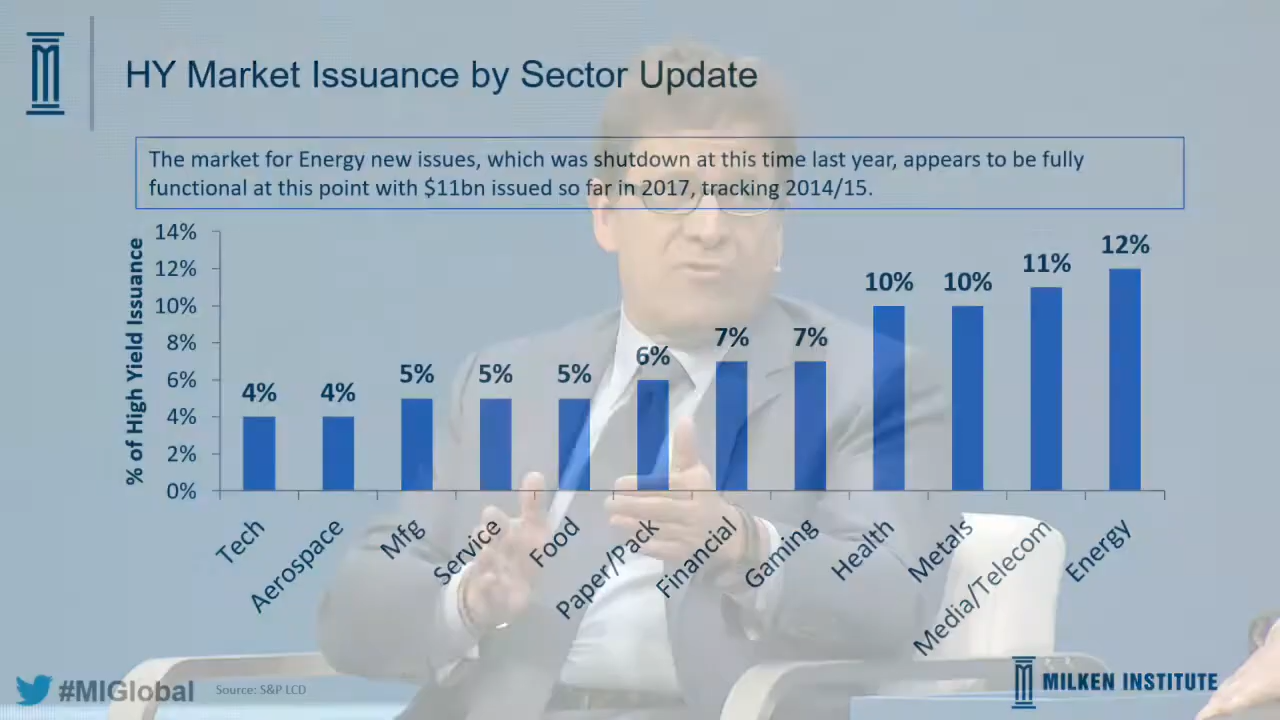 HY Market Issuance by Sector Update
The market for Energy new issues, which was shutdown at this time last year, appears to be fully
functional at this point with $11bn issued so far in 2017, tracking 2014/15.
% of High Yield Issuance
14%
12%
10%
8%
6%
4%
2%
0%
4%
4%
5%
5%
5%
6%
7%
7%
10%
10%
11%
12%
Tech
Aerospace
Mfg
Service
Food
Paper/Pack
Financial
Gaming
Health
Metals
Media/Telecom
Energy
#MIGlobal
Source: S&P LCD
MILKEN INSTITUTE